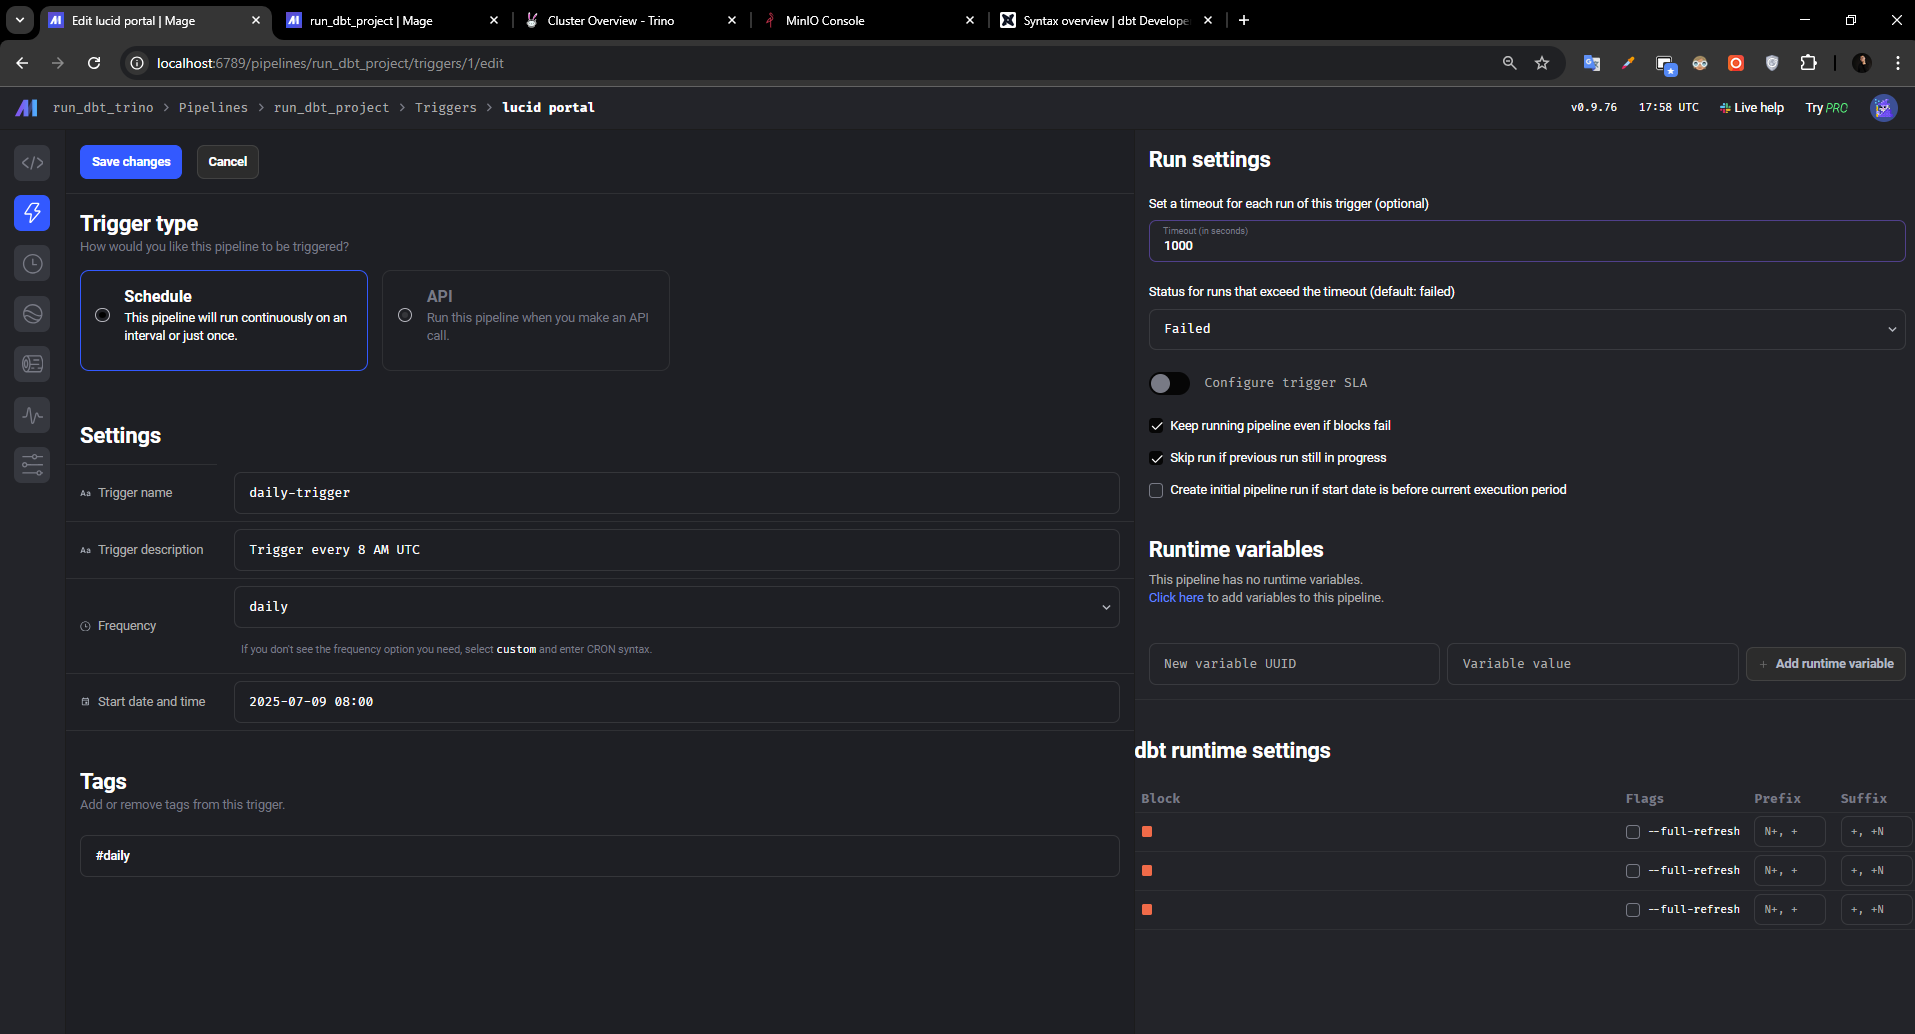 Edit lucid portal | Mage
run_dbt_project | Mage
Cluster Overview - Trino
MinIO Console
Syntax overview | dbt Develope
localhost:6789/pipelines/run_dbt_project/triggers/1/edit
run_dbt_trino > Pipelines > run_dbt_project > Triggers > lucid portal
v0.9.76
17:58 UTC
Live help
Try PRO
Save changes
Cancel
Trigger type
How would you like this pipeline to be triggered?
Schedule
This pipeline will run continuously on an
interval or just once.
API
Run this pipeline when you make an API
call.
Settings
Aa Trigger name
daily-trigger
Aa Trigger description
Trigger every 8 AM UTC
Frequency
daily
If you don't see the frequency option you need, select custom and enter CRON syntax.
Start date and time
2025-07-09 08:00
Tags
Add or remove tags from this trigger.
#daily
Run settings
Set a timeout for each run of this trigger (optional)
Timeout (in seconds)
1000
Status for runs that exceed the timeout (default: failed)
Failed
Configure trigger SLA
Keep running pipeline even if blocks fail
Skip run if previous run still in progress
Create initial pipeline run if start date is before current execution period
Runtime variables
This pipeline has no runtime variables.
Click here to add variables to this pipeline.
New variable UUID
Variable value
+ Add runtime variable
dbt runtime settings
Block Flags Prefix Suffix
--full-refresh N+, + +, +N
--full-refresh N+, + +, +N
--full-refresh N+, + +, +N